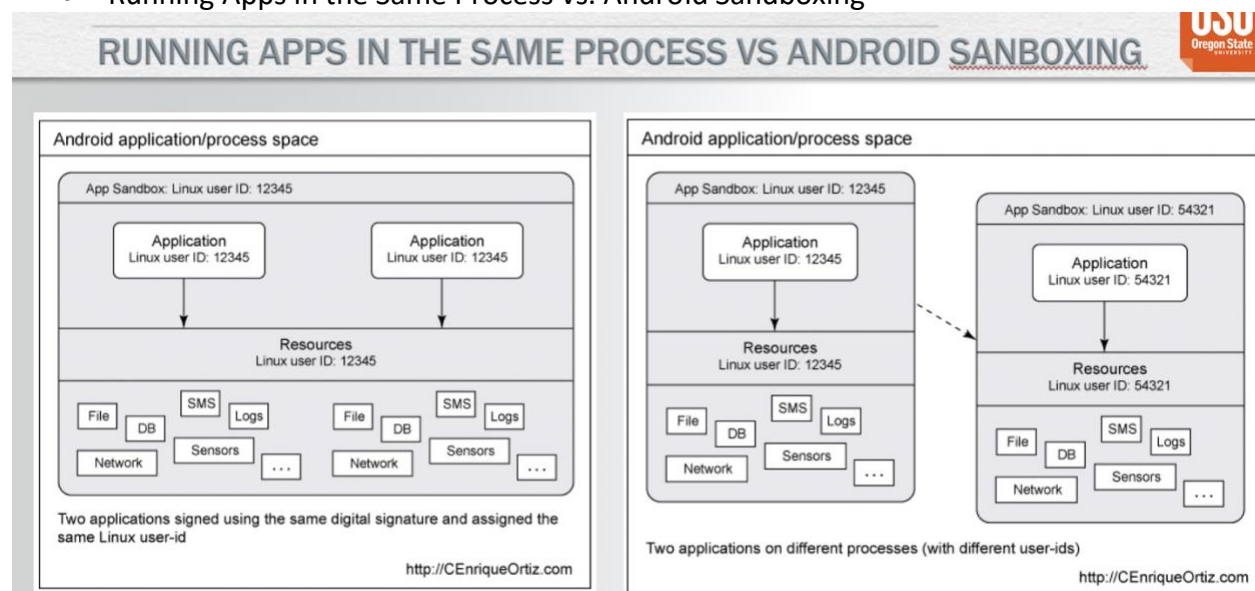 Running Apps in the Same Process vs. Android Sandboxing
RUNNING APPS IN THE SAME PROCESS VS ANDROID SANBOXING
OSU
Oregon State
UNIVERSITY
Android application/process space
App Sandbox: Linux user ID: 12345
Application
Linux user ID: 12345
Application
Linux user ID: 12345
Resources
Linux user ID: 12345
File
DB
SMS
Logs
Network
Sensors
...
File
DB
SMS
Logs
Network
Sensors
...
Two applications signed using the same digital signature and assigned the
same Linux user-id
http://CEnriqueOrtiz.com
Android application/process space
App Sandbox: Linux user ID: 12345
Application
Linux user ID: 12345
Resources
Linux user ID: 12345
File
DB
SMS
Logs
Network
Sensors
...
App Sandbox: Linux user ID: 54321
Application
Linux user ID: 54321
Resources
Linux user ID: 54321
File
DB
SMS
Logs
Network
Sensors
...
Two applications on different processes (with different user-ids)
http://CEnriqueOrtiz.com